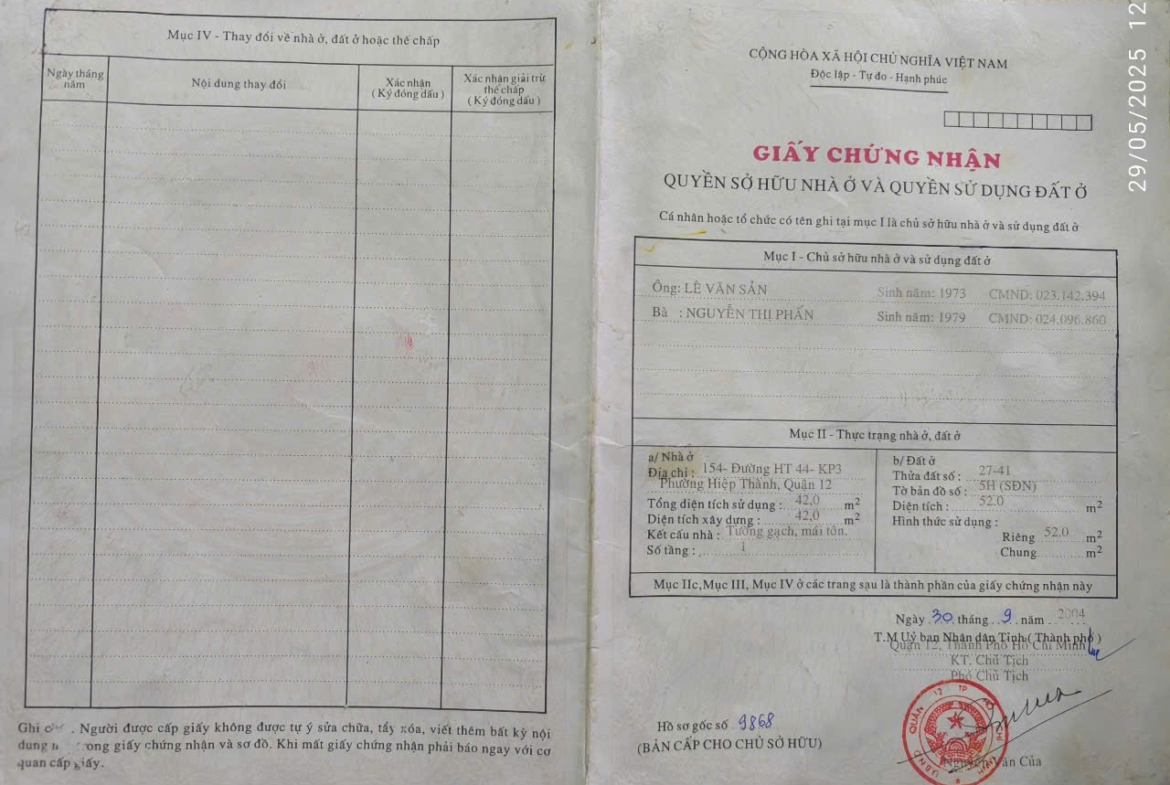 Mục IV - Thay đổi về nhà ở, đất ở hoặc thế chấp
Ngày tháng năm
Nội dung thay đổi
Xác nhận
( Ký đóng dấu )
Xác nhận giải trừ
thế chấp
( Ký đóng dấu )
Người được cấp giấy không được tự ý sửa chữa, tẩy xóa, viết thêm bất kỳ nội
dung giấy chứng nhận và sơ đồ. Khi mất giấy chứng nhận phải báo ngay với cơ
quan cấp giấy.
CỘNG HÒA XÃ HỘI CHỦ NGHĨA VIỆT NAM
Độc lập - Tự do - Hạnh phúc
GIẤY CHỨNG NHẬN
QUYỀN SỞ HỮU NHÀ Ở VÀ QUYỀN SỬ DỤNG ĐẤT Ở
Cá nhân hoặc tổ chức có tên ghi tại mục I là chủ sở hữu nhà ở và sử dụng đất ở
Mục I - Chủ sở hữu nhà ở và sử dụng đất ở
Ông: LÊ VĂN SẢN Sinh năm: 1973 CMND: 023.142.394
Bà : NGUYỄN THỊ PHẤN Sinh năm: 1979 CMND: 024.096.860
Mục II - Thực trạng nhà ở, đất ở
a/ Nhà ở
Địa chỉ : 154- Đường HT 44- KP3
Phường Hiệp Thành, Quận 12
Tổng diện tích sử dụng : 42,0 m²
Diện tích xây dựng : 42,0 m²
Kết cấu nhà : Tường gạch, mái tôn.
Số tầng : 1
b/ Đất ở
Thửa đất số : 27-41
Tờ bản đồ số : 5H (SĐN)
Diện tích : 52.0 m²
Hình thức sử dụng :
Riêng 52.0 m²
Chung m²
Mục IIc, Mục III, Mục IV ở các trang sau là thành phần của giấy chứng nhận này
Ngày 30 tháng 9 năm 2004
T.M Uỷ ban Nhân dân Tỉnh ( Thành phố )
Quận 12, Thành Phố Hồ Chí Minh
KT. Chủ Tịch
Phó Chủ Tịch
Văn Của
Hồ sơ gốc số 9868
(BẢN CẤP CHO CHỦ SỞ HỮU)
29/05/2025 12